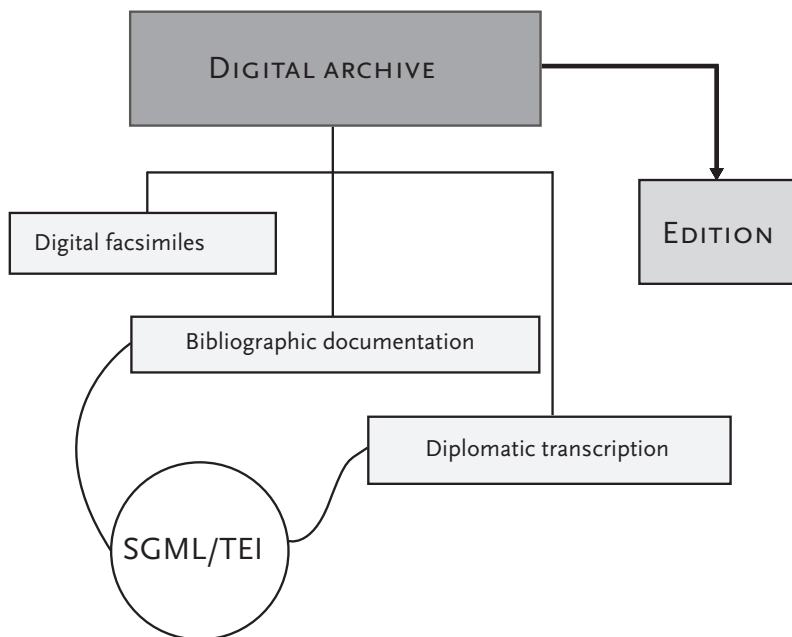 Digital archive
Edition
Digital facsimiles
Bibliographic documentation
Diplomatic transcription
SGML/TEI